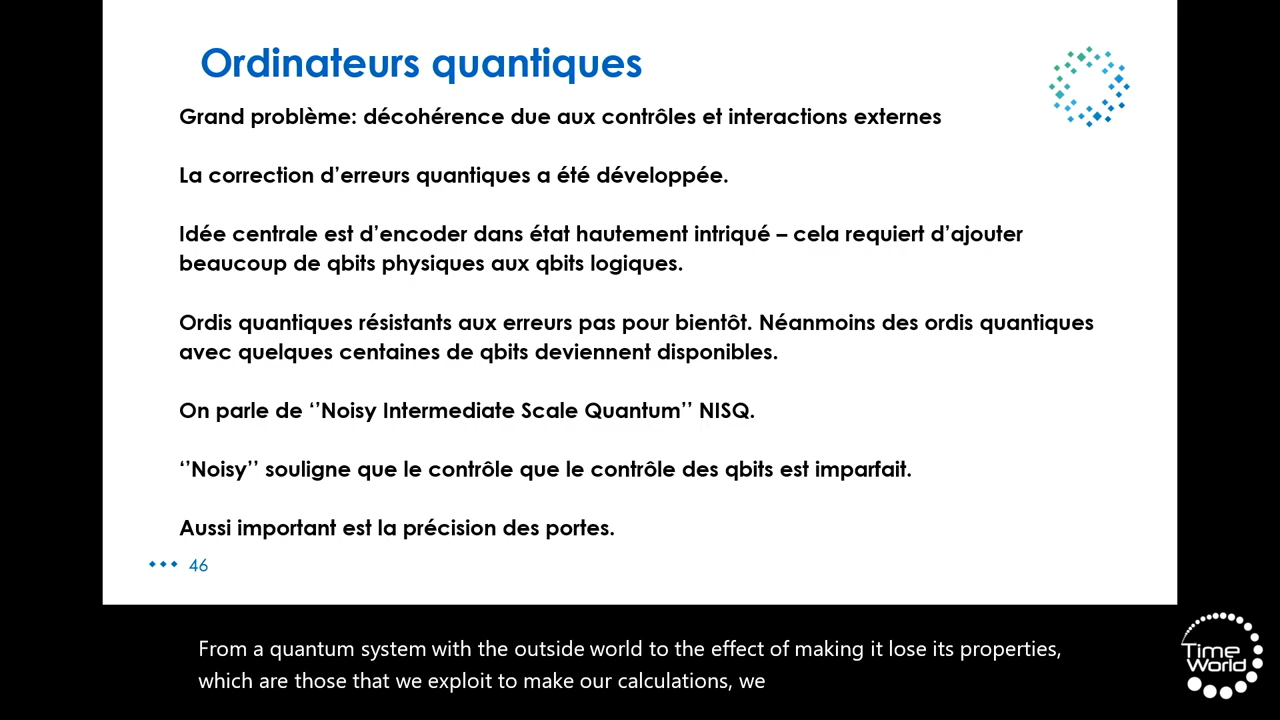 Ordinateurs quantiques
Grand problème: décohérence due aux contrôles et interactions externes
La correction d’erreurs quantiques a été développée.
Idée centrale est d’encoder dans état hautement intriqué – cela requiert d’ajouter
beaucoup de qbits physiques aux qbits logiques.
Ordis quantiques résistants aux erreurs pas pour bientôt. Néanmoins des ordis quantiques
avec quelques centaines de qbits deviennent disponibles.
On parle de ‘’Noisy Intermediate Scale Quantum’’ NISQ.
‘’Noisy’’ souligne que le contrôle que le contrôle des qbits est imparfait.
Aussi important est la précision des portes.
46
From a quantum system with the outside world to the effect of making it lose its properties,
which are those that we exploit to make our calculations, we
Time
World